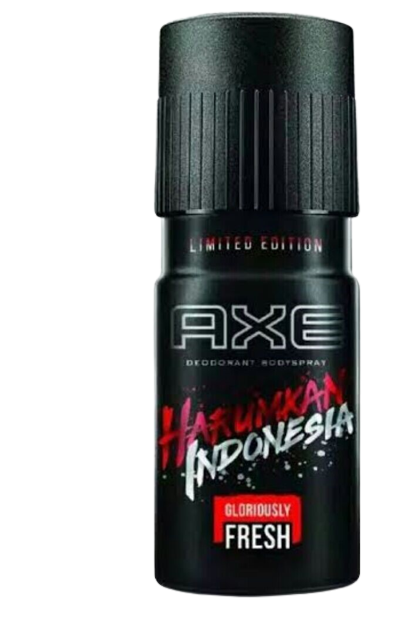 LIMITED EDITION
AXE
DEODORANT BODYSPRAY
HARUMKAN
INDONESIA
GLORIOUSLY
FRESH